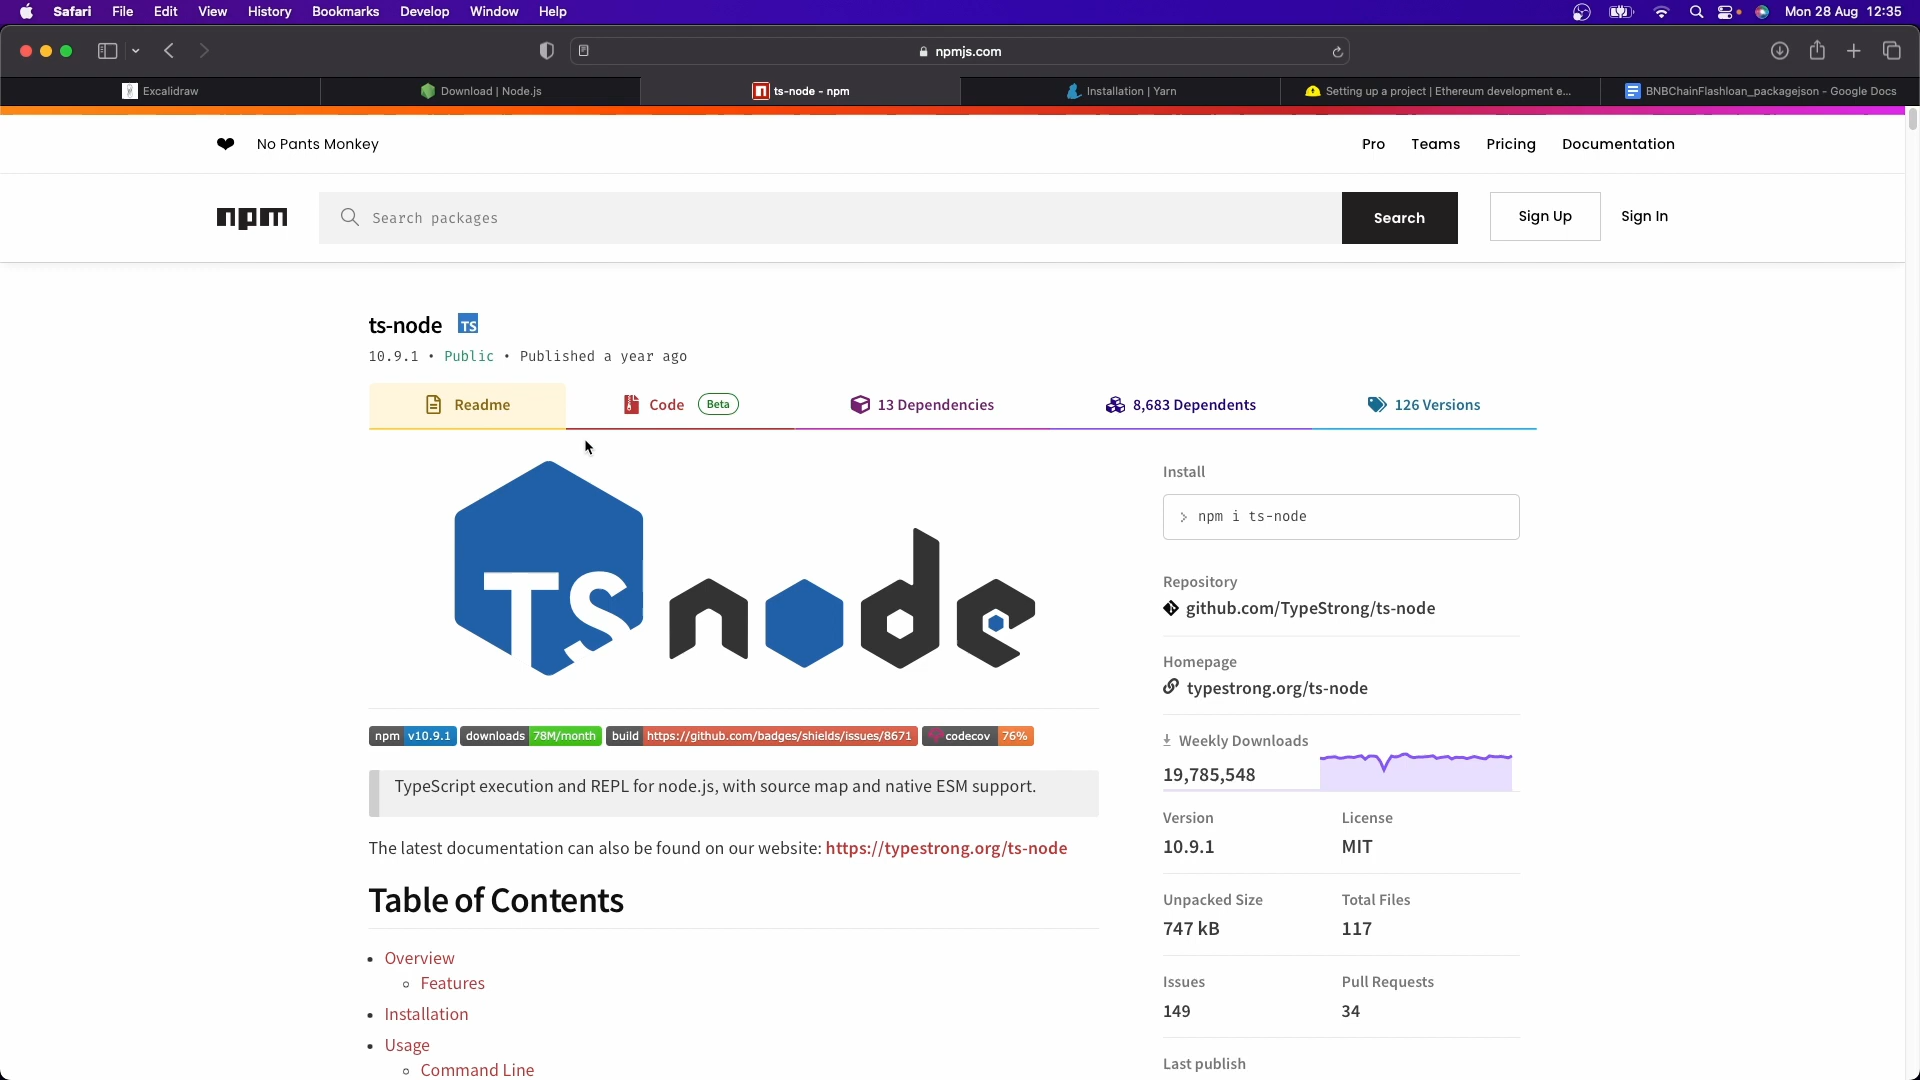 Safari File Edit View History Bookmarks Develop Window Help Mon 28 Aug 12:35
npmjs.com
Excalidraw Download | Node.js ts-node - npm Installation | Yarn Setting up a project | Ethereum development e... BNBChainFlashloan_packagejson - Google Docs
❤ No Pants Monkey Pro Teams Pricing Documentation
npm Search packages Search Sign Up Sign In
ts-node TS
10.9.1 • Public • Published a year ago
Readme Code Beta 13 Dependencies 8,683 Dependents 126 Versions
TS node
npm v10.9.1 downloads 78M/month build https://github.com/badges/shields/issues/8671 codecov 76%
TypeScript execution and REPL for node.js, with source map and native ESM support.
The latest documentation can also be found on our website: https://typestrong.org/ts-node
Table of Contents
• Overview
◦ Features
• Installation
• Usage
◦ Command Line
Install
> npm i ts-node
Repository
github.com/TypeStrong/ts-node
Homepage
typestrong.org/ts-node
Weekly Downloads
19,785,548
Version License
10.9.1 MIT
Unpacked Size Total Files
747 kB 117
Issues Pull Requests
149 34
Last publish